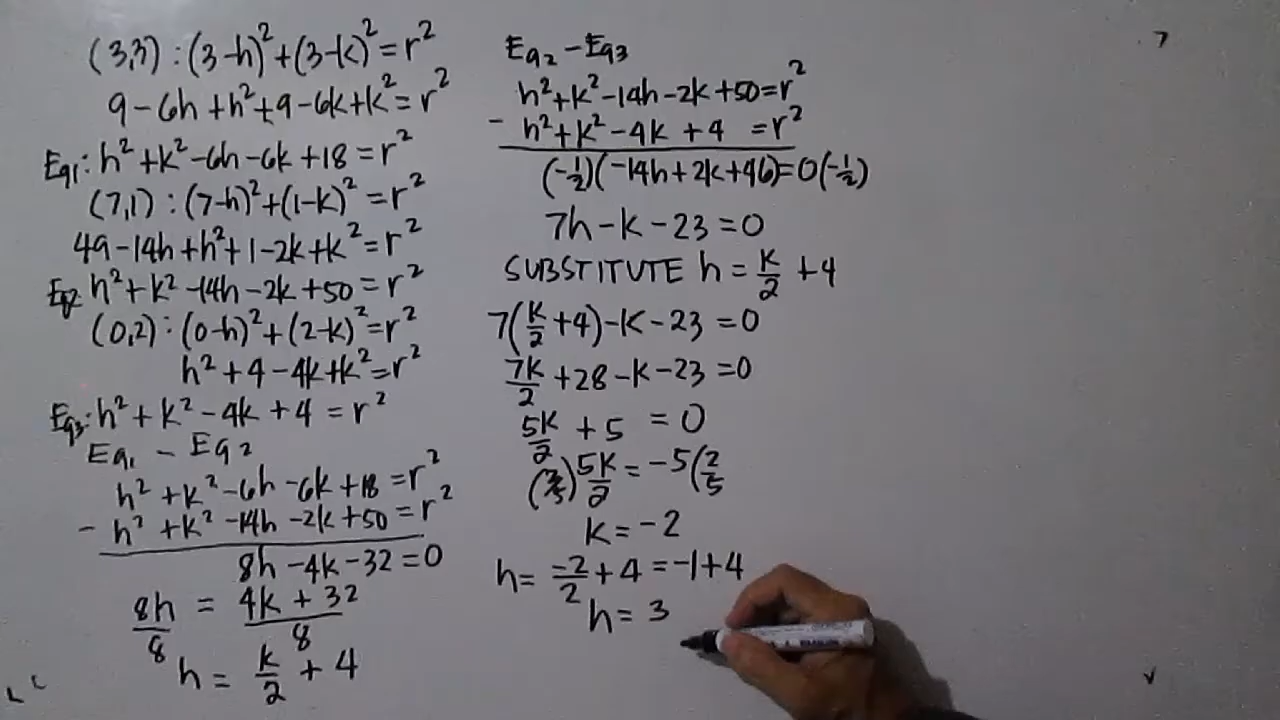 (3,3) : (3-h)²+(3-k)²=r²
9-6h+h²+9-6k+k²=r²
Eq1: h²+k²-6h-6k+18=r²
(7,1) : (7-h)²+(1-k)²=r²
49-14h+h²+1-2k+k²=r²
Eq2 h²+k²-14h-2k+50=r²
(0,2) : (0-h)²+(2-k)²=r²
h²+4-4k+k²=r²
Eq3: h²+k²-4k+4=r²
Eq1 - Eq2
h²+k²-6h-6k+18=r²
- h²+k²-14h-2k+50=r²
8h-4k-32=0
8h/8 = (4k+32)/8
h = k/2 + 4
Eq2 - Eq3
h²+k²-14h-2k+50=r²
- h²+k²-4k+4=r²
(-1/2)(-14h+2k+46)=0(-1/2)
7h-k-23=0
SUBSTITUTE h = k/2 + 4
7(k/2+4)-k-23=0
7k/2+28-k-23=0
5k/2+5=0
(2/5)5k/2=-5(2/5
k=-2
h=-2/2+4=-1+4
h=3